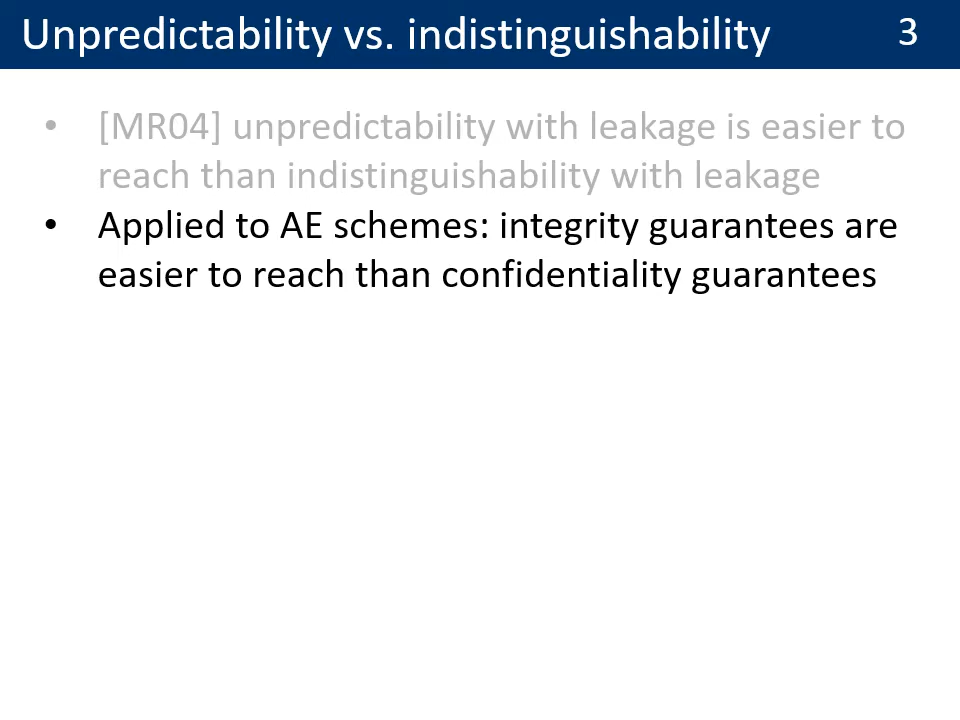 Unpredictability vs. indistinguishability 3
• [MR04] unpredictability with leakage is easier to
reach than indistinguishability with leakage
• Applied to AE schemes: integrity guarantees are
easier to reach than confidentiality guarantees